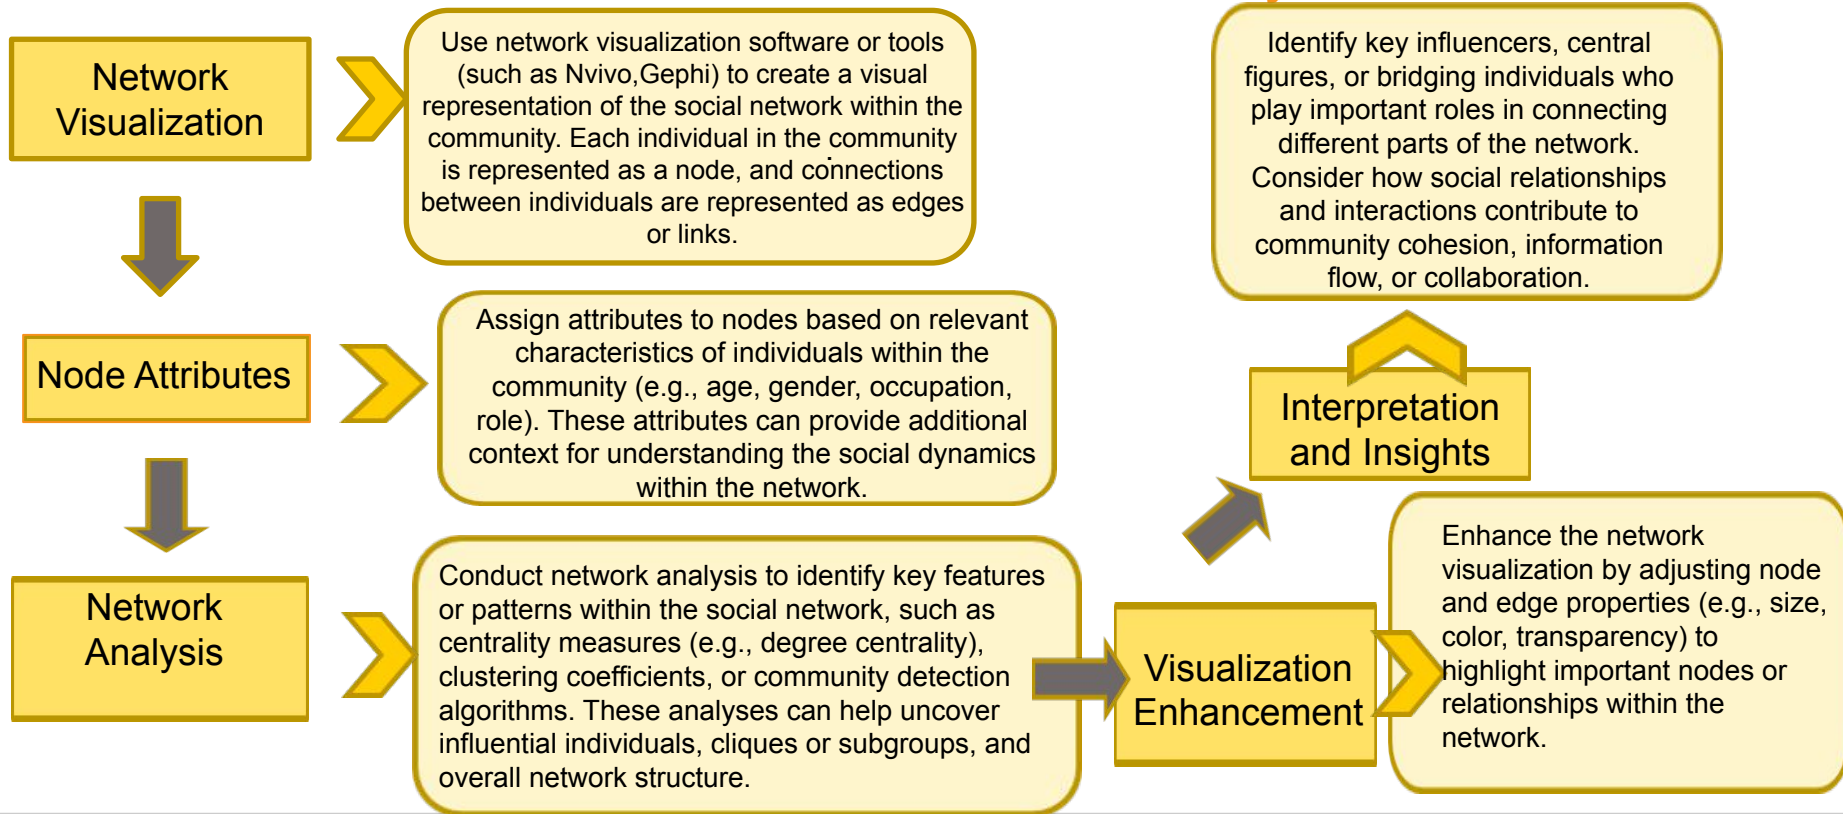 Network
Visualization
Use network visualization software or tools
(such as Nvivo,Gephi) to create a visual
representation of the social network within the
community. Each individual in the community
is represented as a node, and connections
between individuals are represented as edges
or links.
Node Attributes
Assign attributes to nodes based on relevant
characteristics of individuals within the
community (e.g., age, gender, occupation,
role). These attributes can provide additional
context for understanding the social dynamics
within the network.
Network
Analysis
Conduct network analysis to identify key features
or patterns within the social network, such as
centrality measures (e.g., degree centrality),
clustering coefficients, or community detection
algorithms. These analyses can help uncover
influential individuals, cliques or subgroups, and
overall network structure.
Visualization
Enhancement
Enhance the network
visualization by adjusting node
and edge properties (e.g., size,
color, transparency) to
highlight important nodes or
relationships within the
network.
Interpretation
and Insights
Identify key influencers, central
figures, or bridging individuals who
play important roles in connecting
different parts of the network.
Consider how social relationships
and interactions contribute to
community cohesion, information
flow, or collaboration.